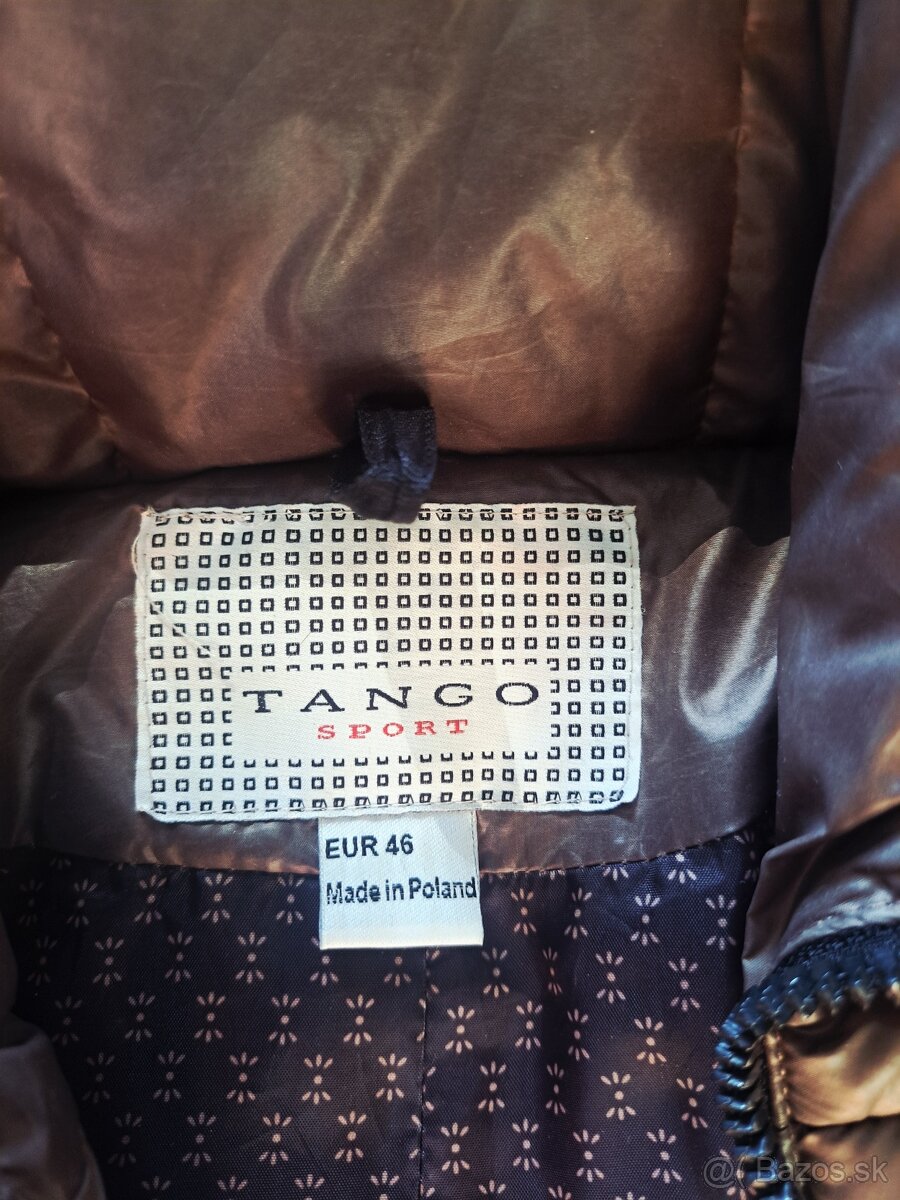 TANGO
SPORT
EUR 46
Made in Poland
@ Bazos.sk